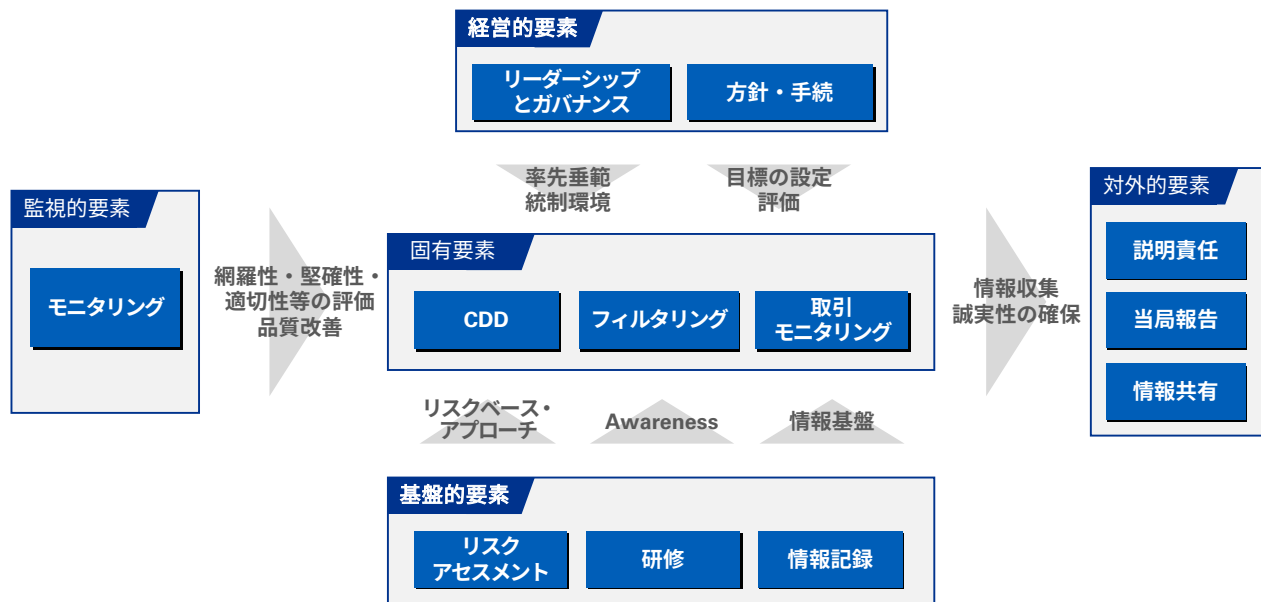 経営的要素
リーダーシップ
とガバナンス
方針・手続
率先垂範
統制環境
目標の設定
評価
監視的要素
モニタリング
網羅性・堅確性・
適切性等の評価
品質改善
固有要素
CDD
フィルタリング
取引
モニタリング
情報収集
誠実性の確保
対外的要素
説明責任
当局報告
情報共有
リスクベース・
アプローチ
Awareness
情報基盤
基盤的要素
リスク
アセスメント
研修
情報記録